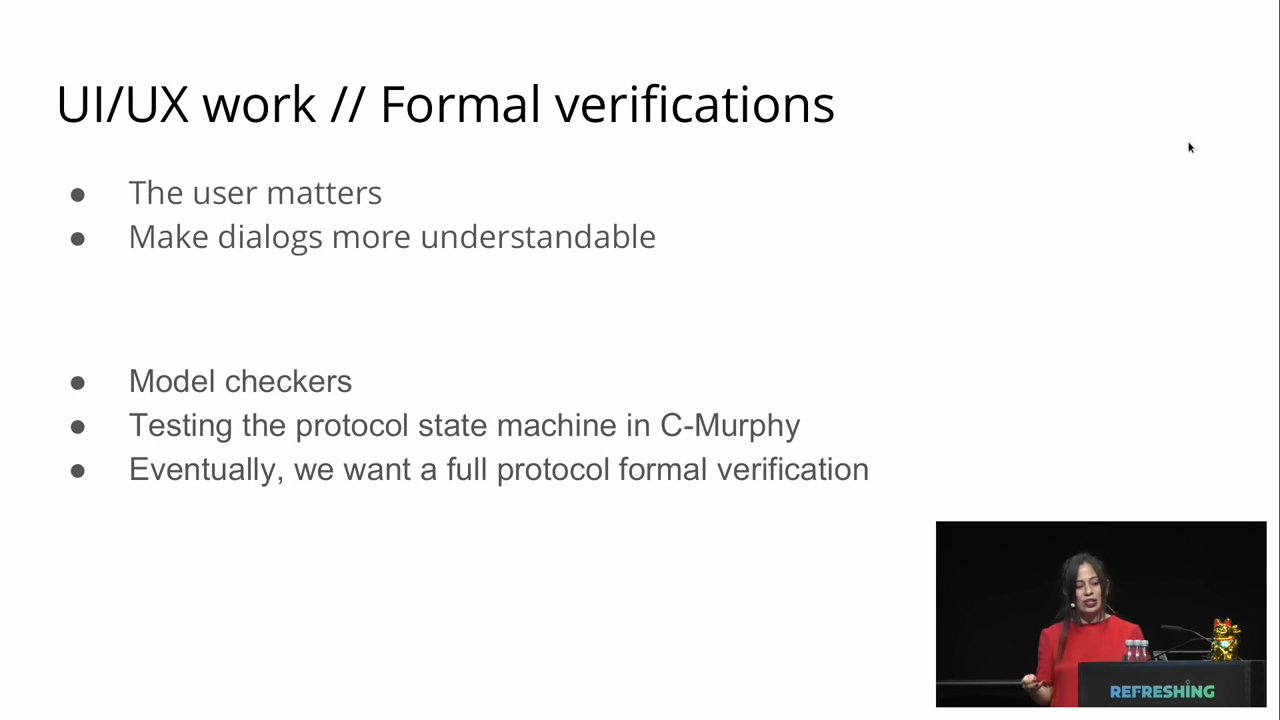 UI/UX work // Formal verifications
● The user matters
● Make dialogs more understandable
● Model checkers
● Testing the protocol state machine in C-Murphy
● Eventually, we want a full protocol formal verification
REFRESHING